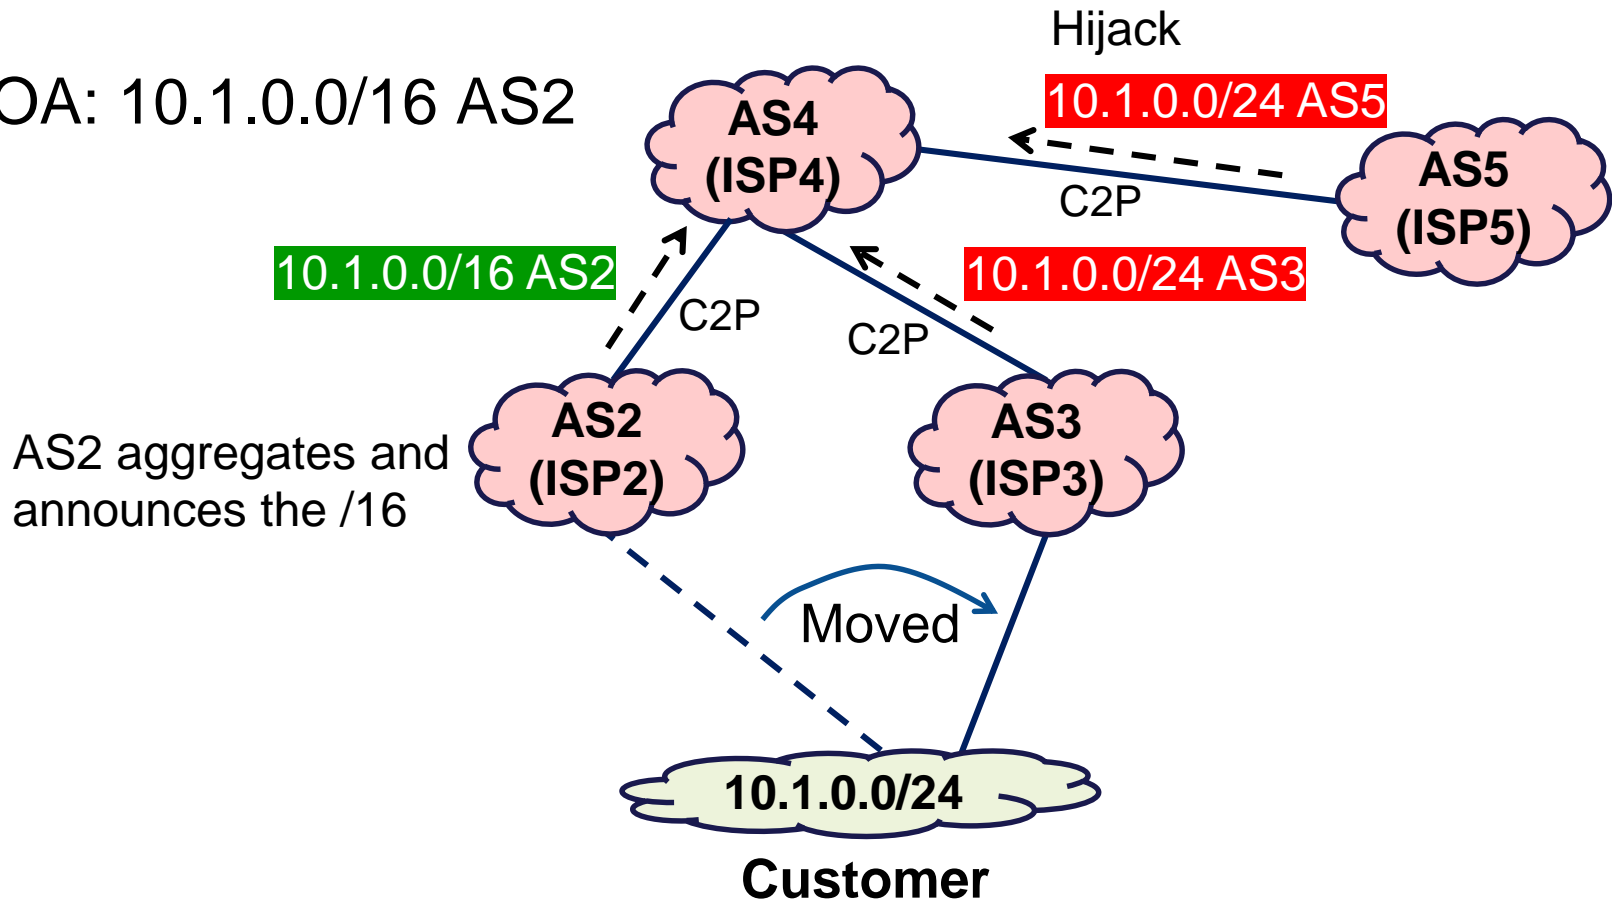 Hijack
OA: 10.1.0.0/16 AS2
10.1.0.0/24 AS5
AS4
(ISP4)
AS5
(ISP5)
C2P
10.1.0.0/16 AS2
10.1.0.0/24 AS3
C2P
C2P
AS2
(ISP2)
AS3
(ISP3)
AS2 aggregates and
announces the /16
Moved
10.1.0.0/24
Customer